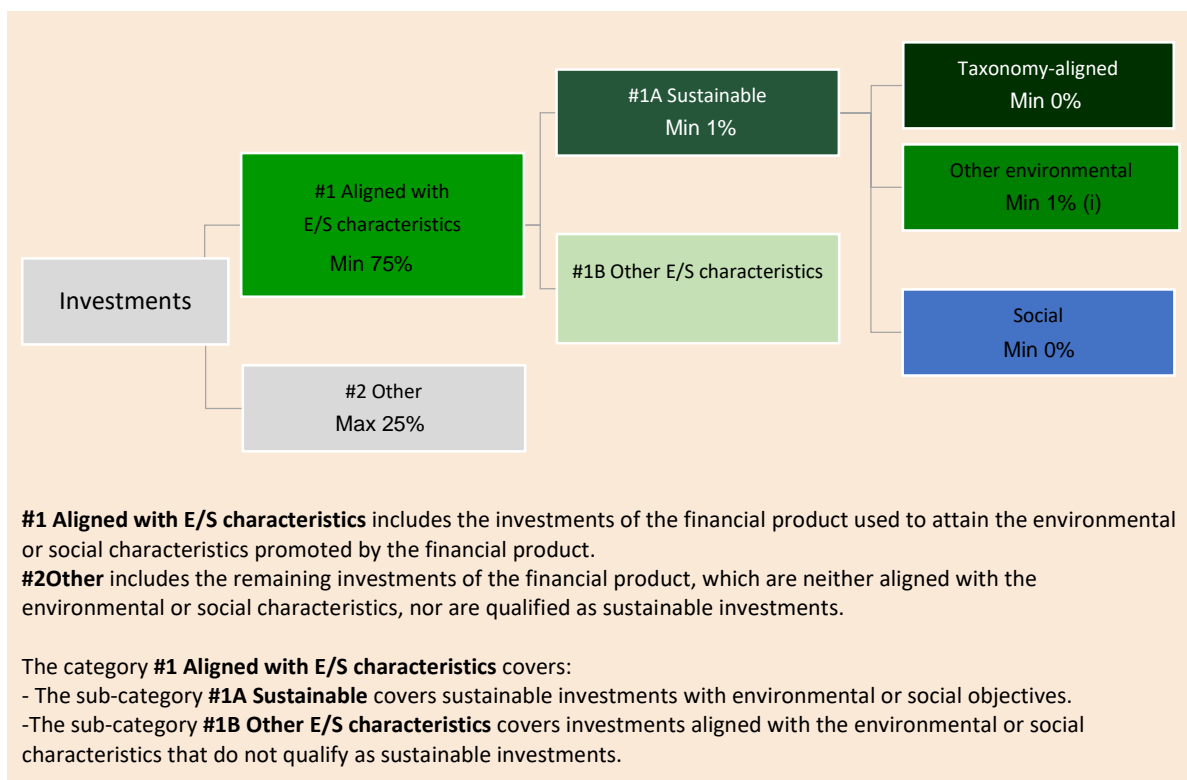 Taxonomy-aligned
Min 0%
#1A Sustainable
Min 1%
Other environmental
Min 1% (i)
#1 Aligned with
E/S characteristics
Min 75%
#1B Other E/S characteristics
Investments
Social
Min 0%
#2 Other
Max 25%
#1 Aligned with E/S characteristics includes the investments of the financial product used to attain the environmental
or social characteristics promoted by the financial product.
#2Other includes the remaining investments of the financial product, which are neither aligned with the
environmental or social characteristics, nor are qualified as sustainable investments.
The category #1 Aligned with E/S characteristics covers:
- The sub-category #1A Sustainable covers sustainable investments with environmental or social objectives.
-The sub-category #1B Other E/S characteristics covers investments aligned with the environmental or social
characteristics that do not qualify as sustainable investments.